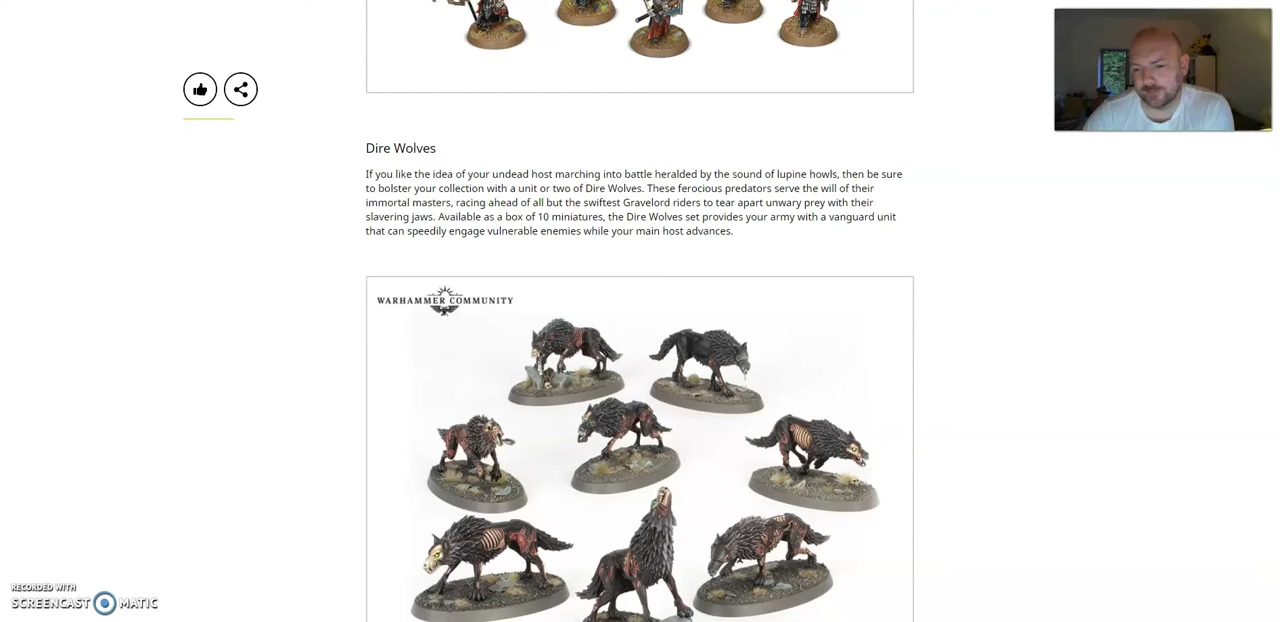 Dire Wolves
If you like the idea of your undead host marching into battle heralded by the sound of lupine howls, then be sure
to bolster your collection with a unit or two of Dire Wolves. These ferocious predators serve the will of their
immortal masters, racing ahead of all but the swiftest Gravelord riders to tear apart unwary prey with their
slavering jaws. Available as a box of 10 miniatures, the Dire Wolves set provides your army with a vanguard unit
that can speedily engage vulnerable enemies while your main host advances.
WARHAMMER COMMUNITY
RECORDED WITH
SCREENCAST MATIC